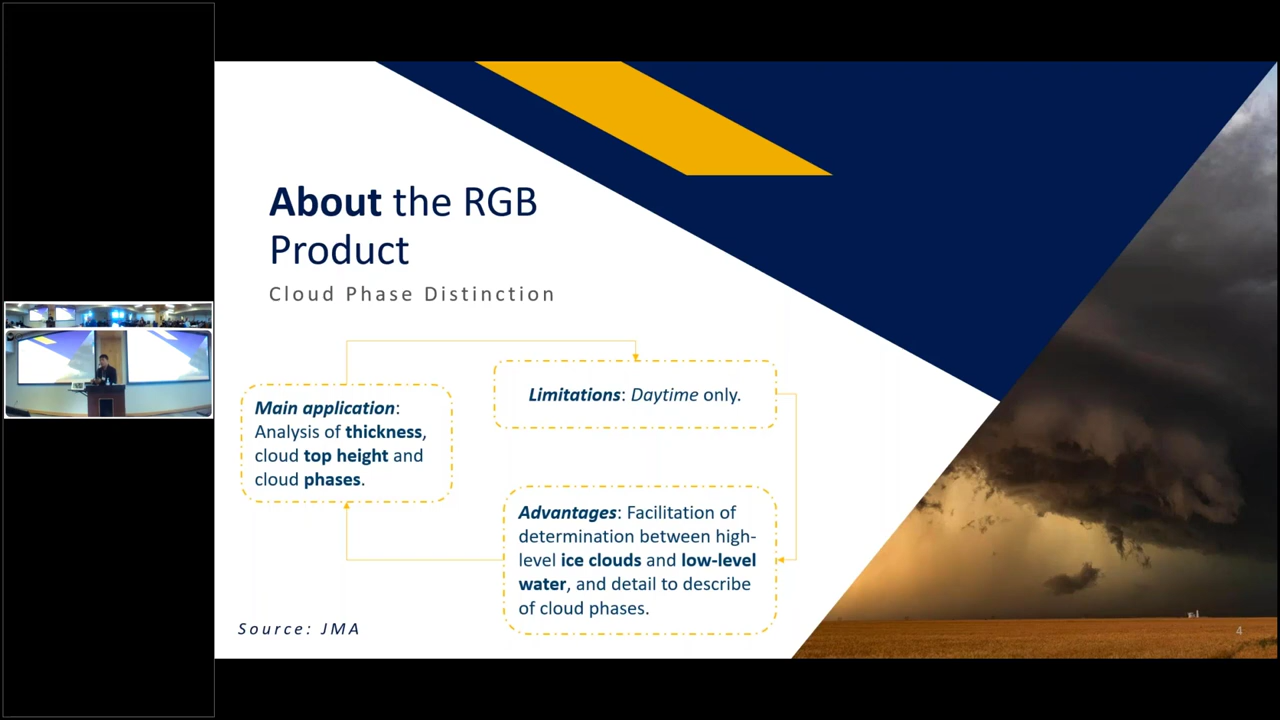 About the RGB
Product
Cloud Phase Distinction
Main application:
Analysis of thickness,
cloud top height and
cloud phases.
Limitations: Daytime only.
Advantages: Facilitation of
determination between high-
level ice clouds and low-level
water, and detail to describe
of cloud phases.
Source: JMA
4